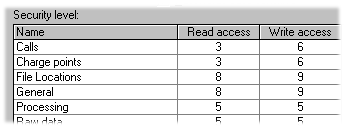 Security level:
Name Read access Write access
Calls 3 6
Charge points 3 6
File Locations 8 9
General 8 9
Processing 5 5
Raw data 5 5